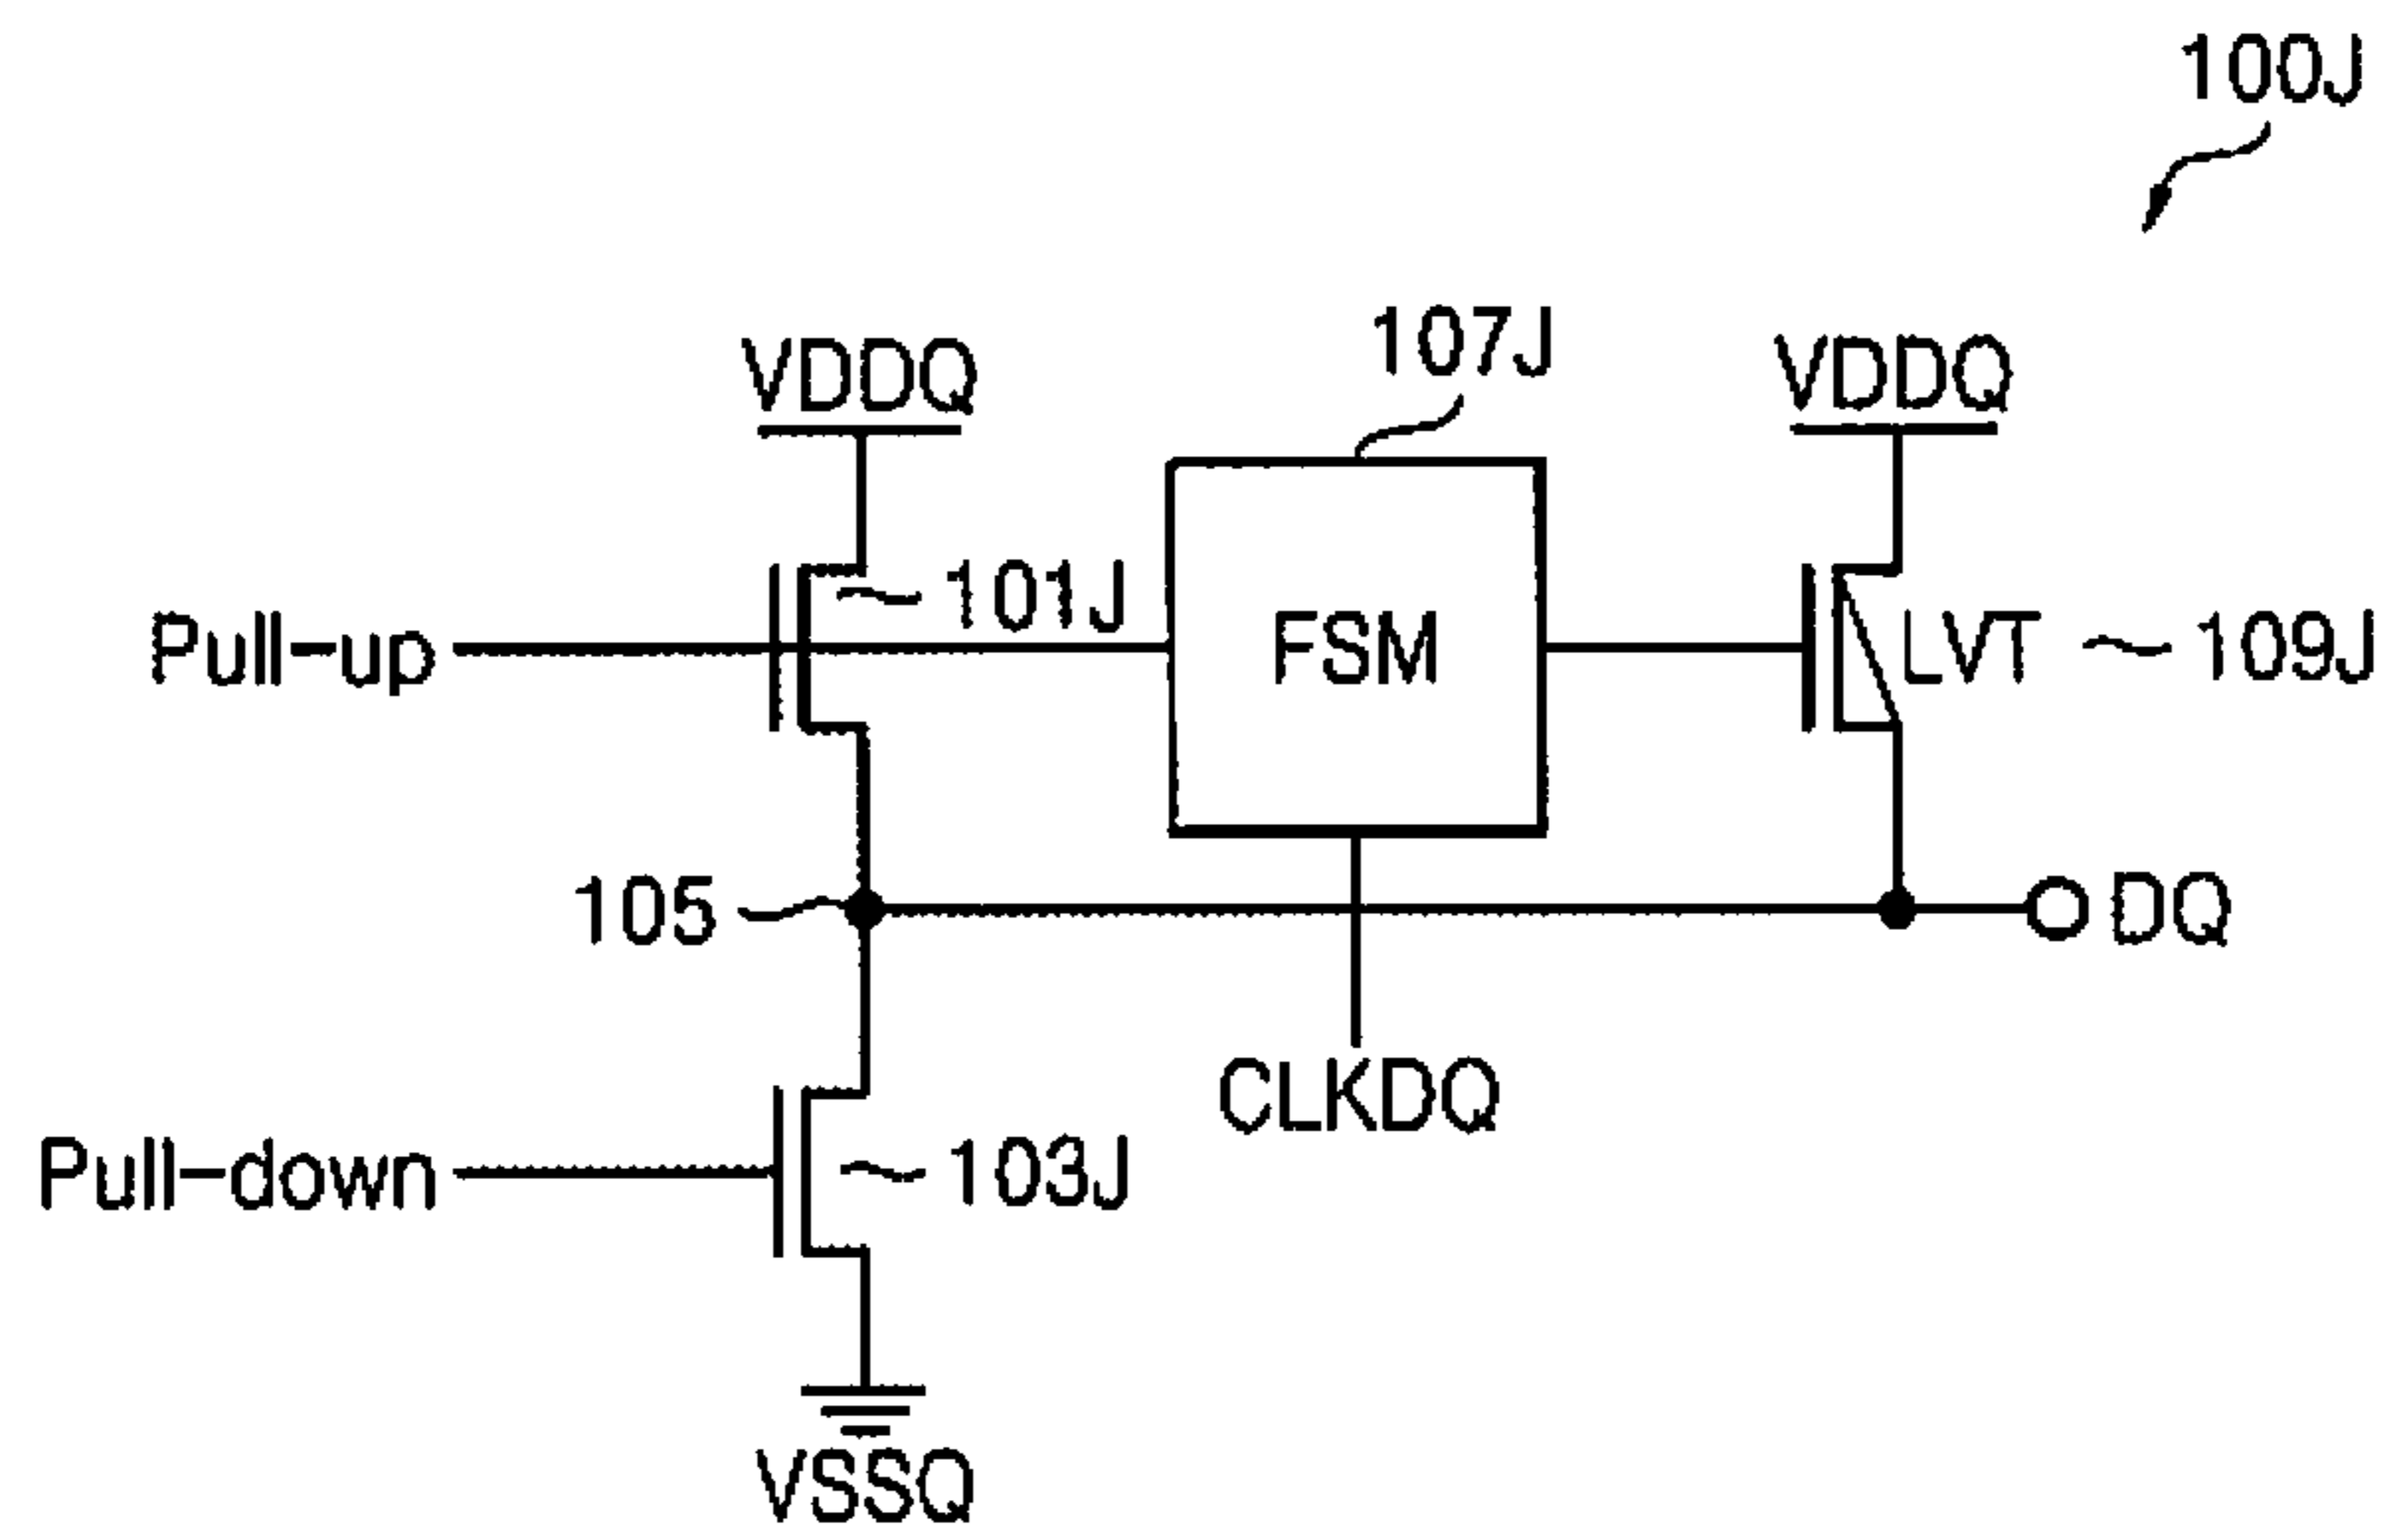 100J
107J
VDDQ
VDDQ
101J
Pull-up
FSM
LVT
109J
105
DQ
CLKDQ
Pull-down
103J
VSSQ